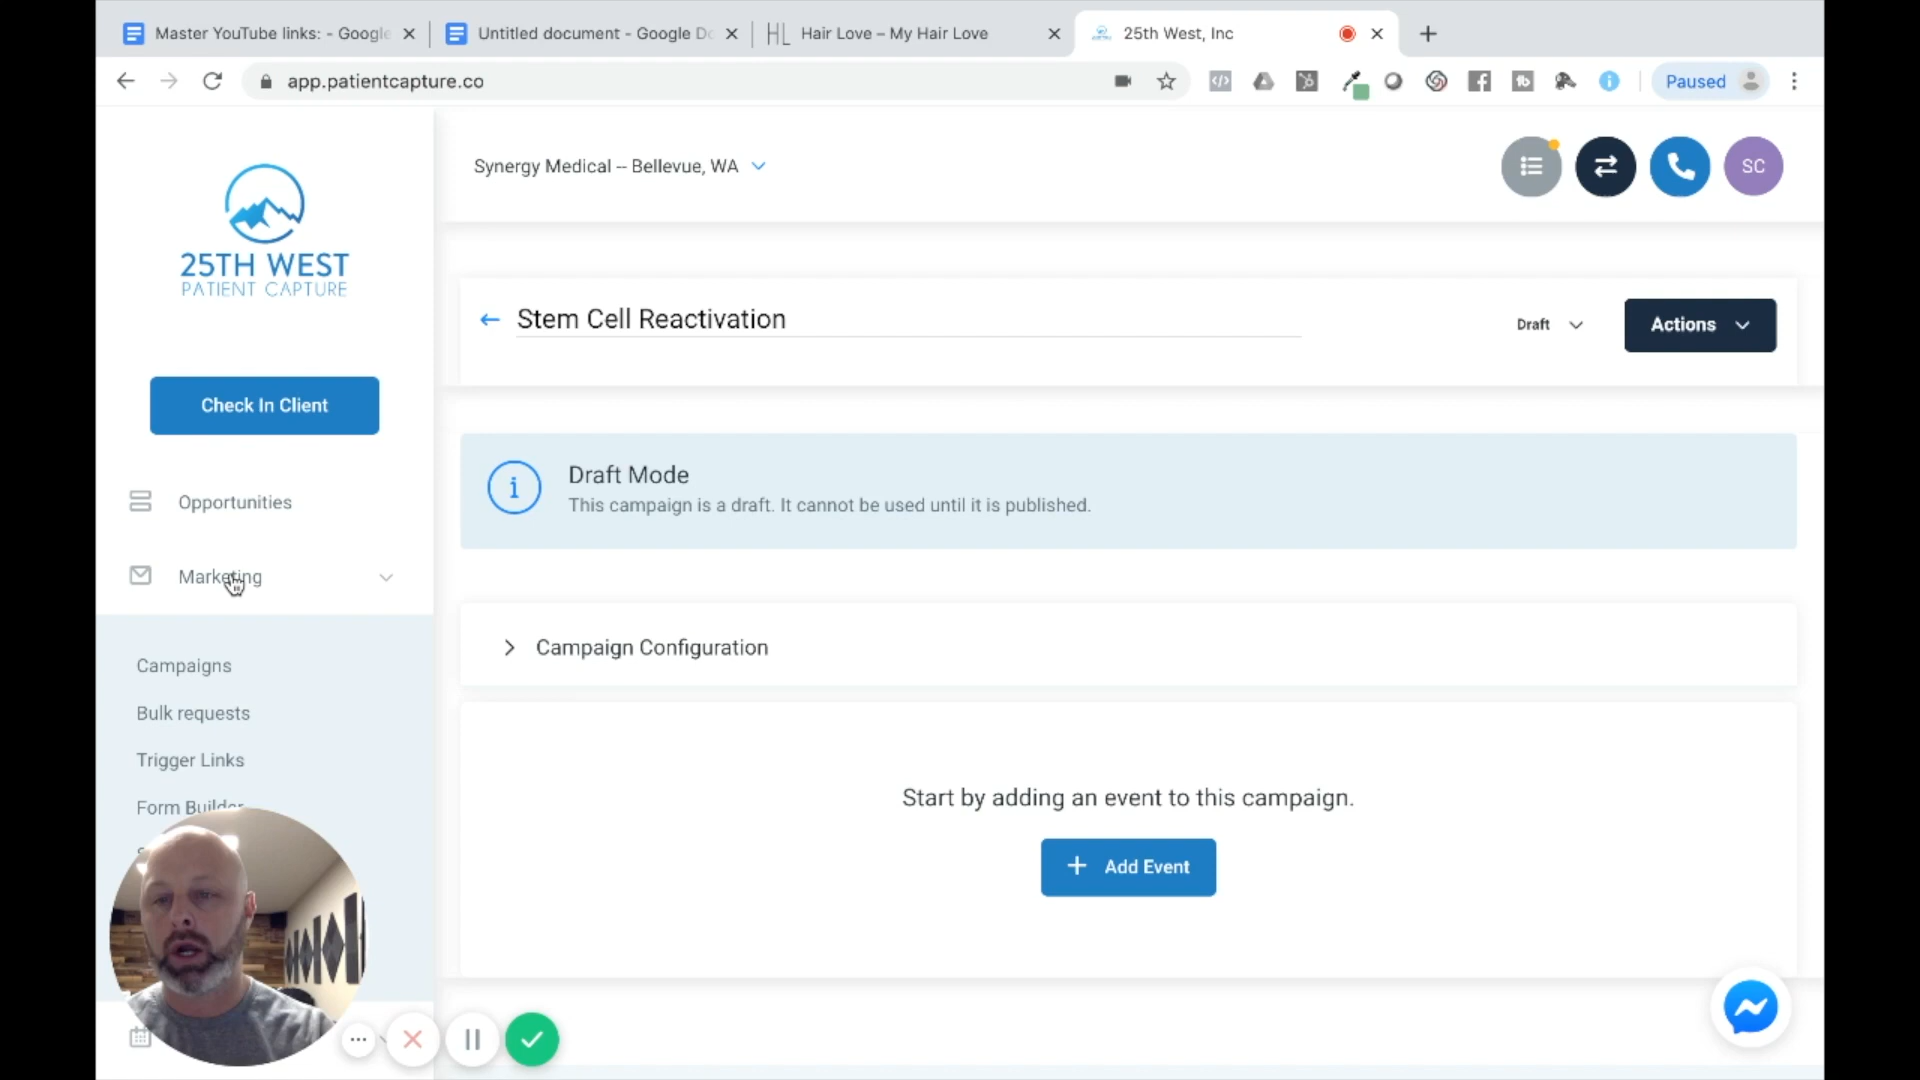 Master YouTube links: - Google
Untitled document - Google Do
HL Hair Love – My Hair Love
25th West, Inc
app.patientcapture.co
Paused
25TH WEST
PATIENT CAPTURE
Synergy Medical -- Bellevue, WA
SC
Stem Cell Reactivation
Draft
Actions
Check In Client
Draft Mode
This campaign is a draft. It cannot be used until it is published.
Opportunities
Marketing
Campaign Configuration
Campaigns
Bulk requests
Trigger Links
Form Builder
Start by adding an event to this campaign.
+ Add Event